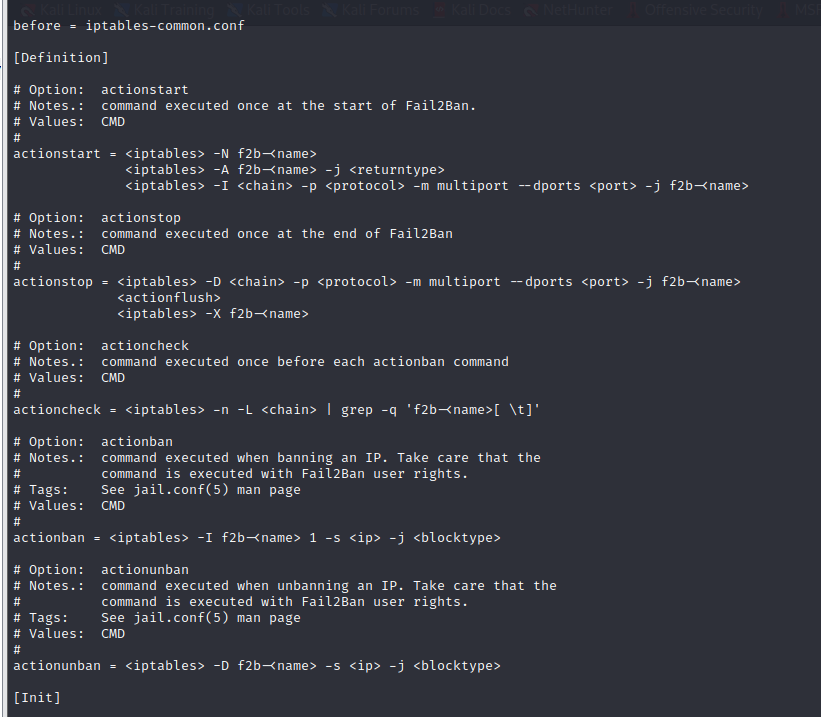 Kali Linux Kali Training Kali Tools Kali Forums Kali Docs NetHunter Offensive Security MSF
before = iptables-common.conf
[Definition]
# Option:  actionstart
# Notes.:  command executed once at the start of Fail2Ban.
# Values:  CMD
#
actionstart = <iptables> -N f2b-<name>
              <iptables> -A f2b-<name> -j <returntype>
              <iptables> -I <chain> -p <protocol> -m multiport --dports <port> -j f2b-<name>
# Option:  actionstop
# Notes.:  command executed once at the end of Fail2Ban
# Values:  CMD
#
actionstop = <iptables> -D <chain> -p <protocol> -m multiport --dports <port> -j f2b-<name>
             <actionflush>
             <iptables> -X f2b-<name>
# Option:  actioncheck
# Notes.:  command executed once before each actionban command
# Values:  CMD
#
actioncheck = <iptables> -n -L <chain> | grep -q 'f2b-<name>[ \t]'
# Option:  actionban
# Notes.:  command executed when banning an IP. Take care that the
#          command is executed with Fail2Ban user rights.
# Tags:    See jail.conf(5) man page
# Values:  CMD
#
actionban = <iptables> -I f2b-<name> 1 -s <ip> -j <blocktype>
# Option:  actionunban
# Notes.:  command executed when unbanning an IP. Take care that the
#          command is executed with Fail2Ban user rights.
# Tags:    See jail.conf(5) man page
# Values:  CMD
#
actionunban = <iptables> -D f2b-<name> -s <ip> -j <blocktype>
[Init]